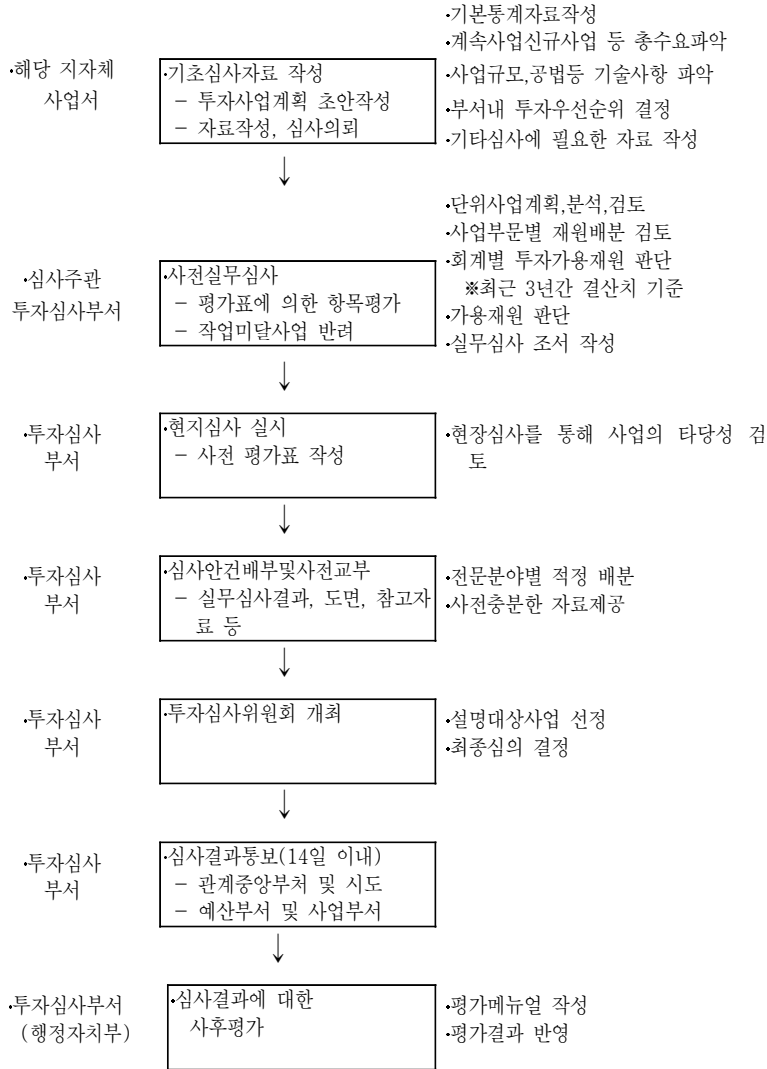 ·기본통계자료작성
·계속사업신규사업 등 총수요파악
·해당 지자체
사업서
·기초심사자료 작성
- 투자사업계획 초안작성
- 자료작성, 심사의뢰
·사업규모,공법등 기술사항 파악
·부서내 투자우선순위 결정
·기타심사에 필요한 자료 작성
↓
·심사주관
투자심사부서
·사전실무심사
- 평가표에 의한 항목평가
- 작업미달사업 반려
·단위사업계획,분석,검토
·사업부문별 재원배분 검토
·회계별 투자가용재원 판단
※최근 3년간 결산치 기준
·가용재원 판단
·실무심사 조서 작성
↓
·투자심사
부서
·현지심사 실시
- 사전 평가표 작성
·현장심사를 통해 사업의 타당성 검
토
↓
·투자심사
부서
·심사안건배부및사전교부
- 실무심사결과, 도면, 참고자
료 등
·전문분야별 적정 배분
·사전충분한 자료제공
↓
·투자심사
부서
·투자심사위원회 개최
·설명대상사업 선정
·최종심의 결정
↓
·투자심사
부서
·심사결과통보(14일 이내)
- 관계중앙부처 및 시도
- 예산부서 및 사업부서
↓
·투자심사부서
(행정자치부)
·심사결과에 대한
사후평가
·평가메뉴얼 작성
·평가결과 반영